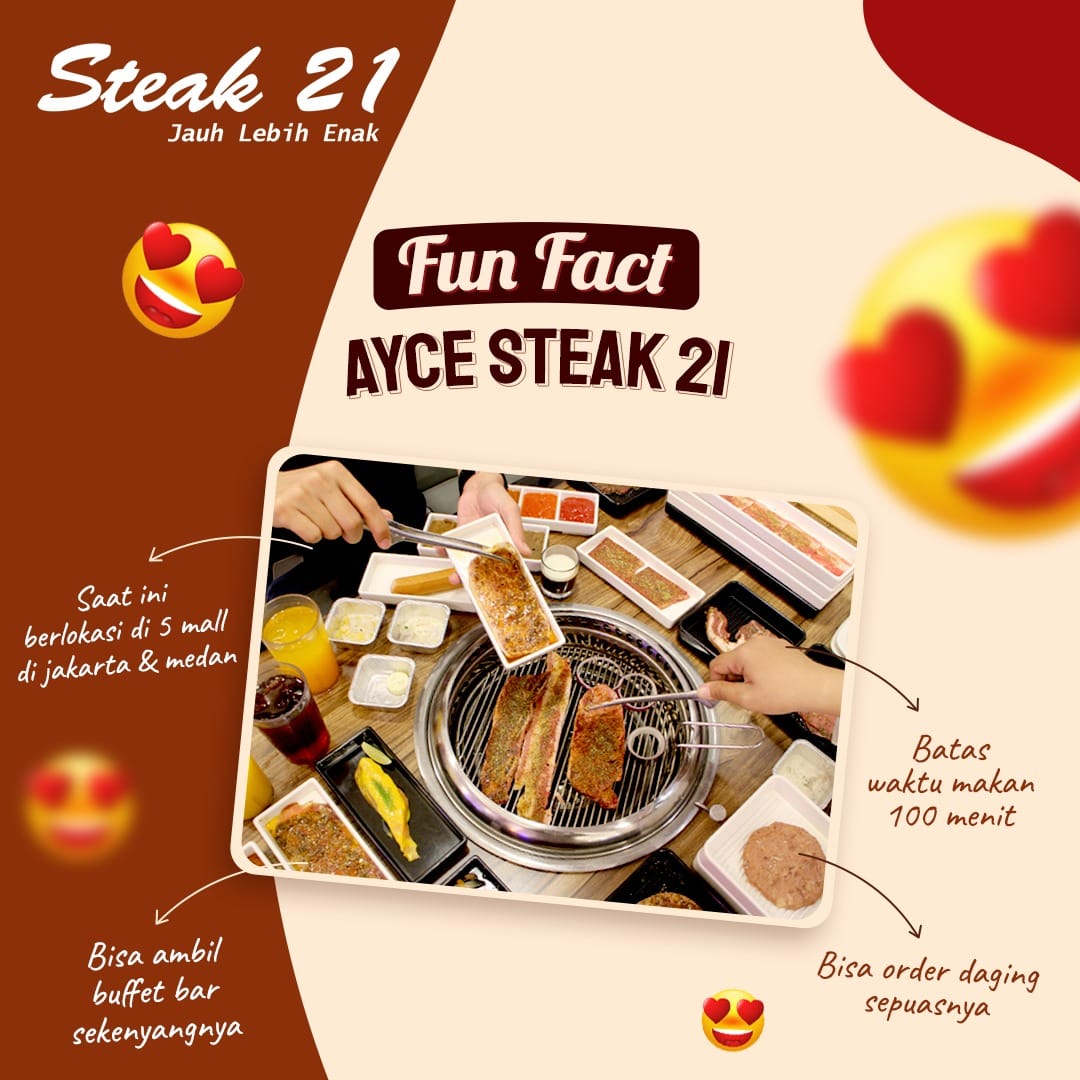 Steak 21
Jauh Lebih Enak
Fun Fact
AYCE STEAK 21
Saat ini
berlokasi di 5 mall
di jakarta & medan
Batas
waktu makan
100 menit
Bisa ambil
buffet bar
sekenyangnya
Bisa order daging
sepuasnya